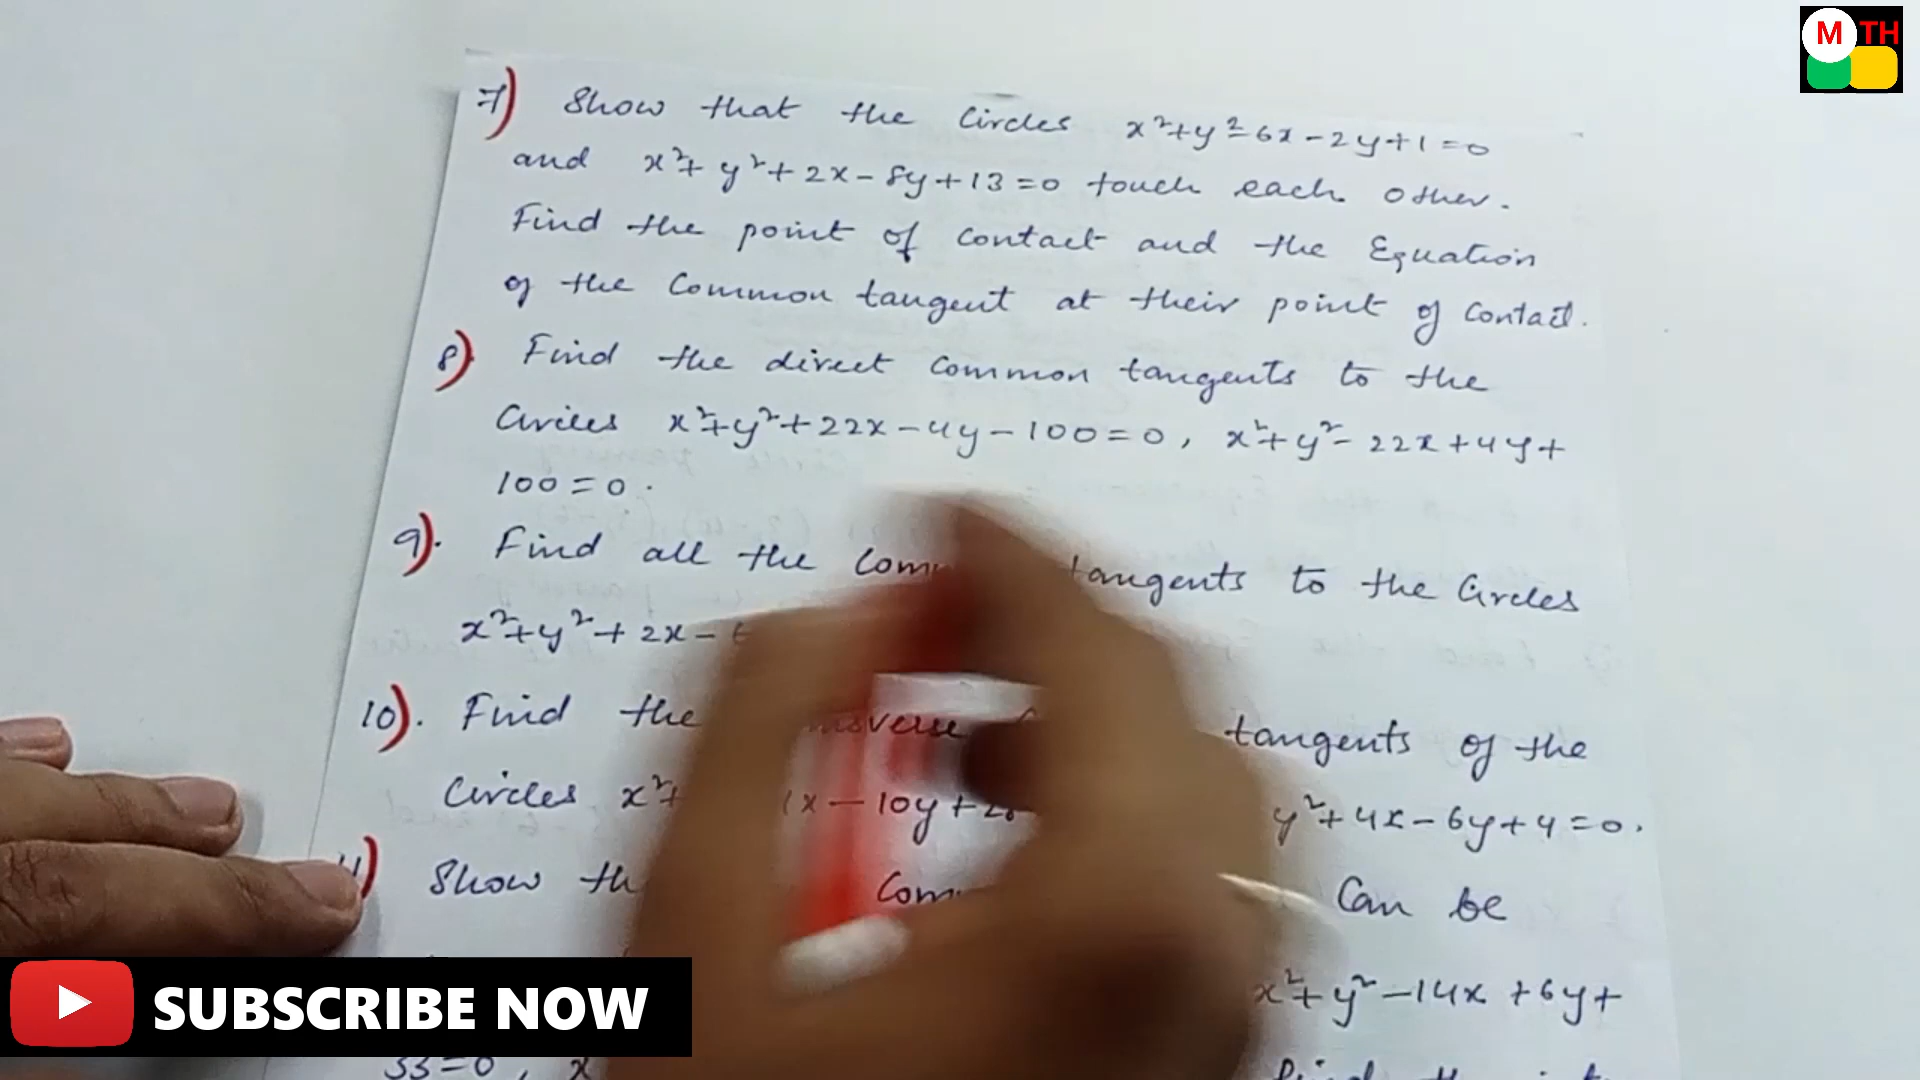 M TH
7) Show that the Circles x²+y²-6x-2y+1=0
and x²+y²+2x-8y+13=0 touch each other.
Find the point of contact and the Equation
of the Common tangent at their point of Contact.
8). Find the direct Common tangents to the
Circles x²+y²+22x-4y-100=0, x²+y²-22x+4y+
100=0.
9). Find all the tangents to the Circles
x²+y²+2x-
10). Find the tangents of the
Circles x²+ -10y+ y²+4x-6y+4=0.
11) Show Can be
x²+y²-14x+6y+
33=0, x
SUBSCRIBE NOW